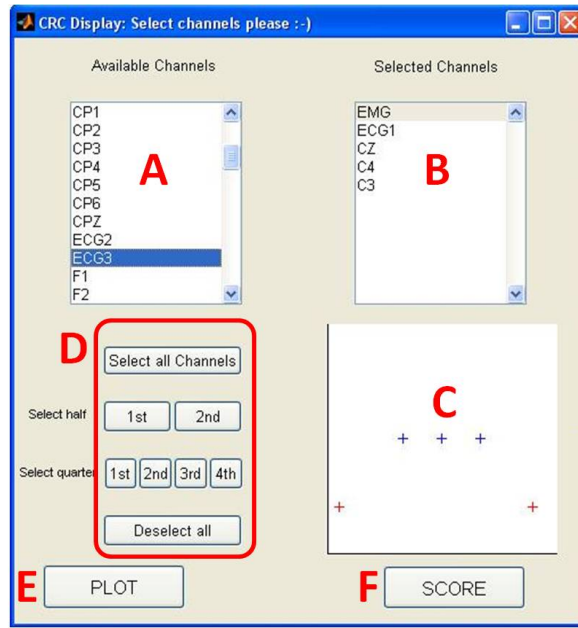 CRC Display: Select channels please :-)
Available Channels
Selected Channels
CP1
CP2
CP3
CP4
CP5
CP6
CPZ
ECG2
ECG3
F1
F2
A
EMG
ECG1
CZ
C4
C3
B
D
Select all Channels
Select half 1st 2nd
Select quarter 1st 2nd 3rd 4th
Deselect all
C
E PLOT
F SCORE